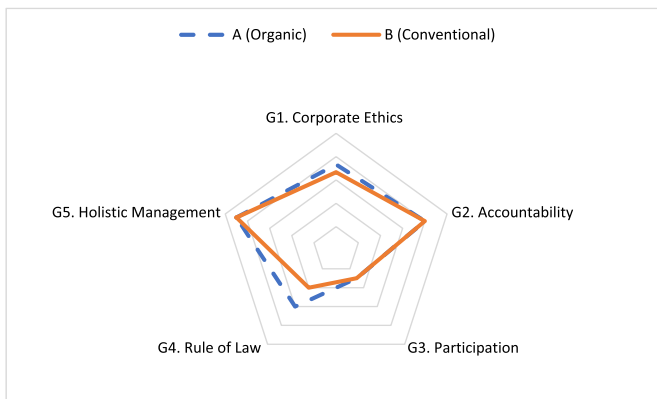 A (Organic) B (Conventional)
G1. Corporate Ethics
G5. Holistic Management G2. Accountability
G4. Rule of Law G3. Participation